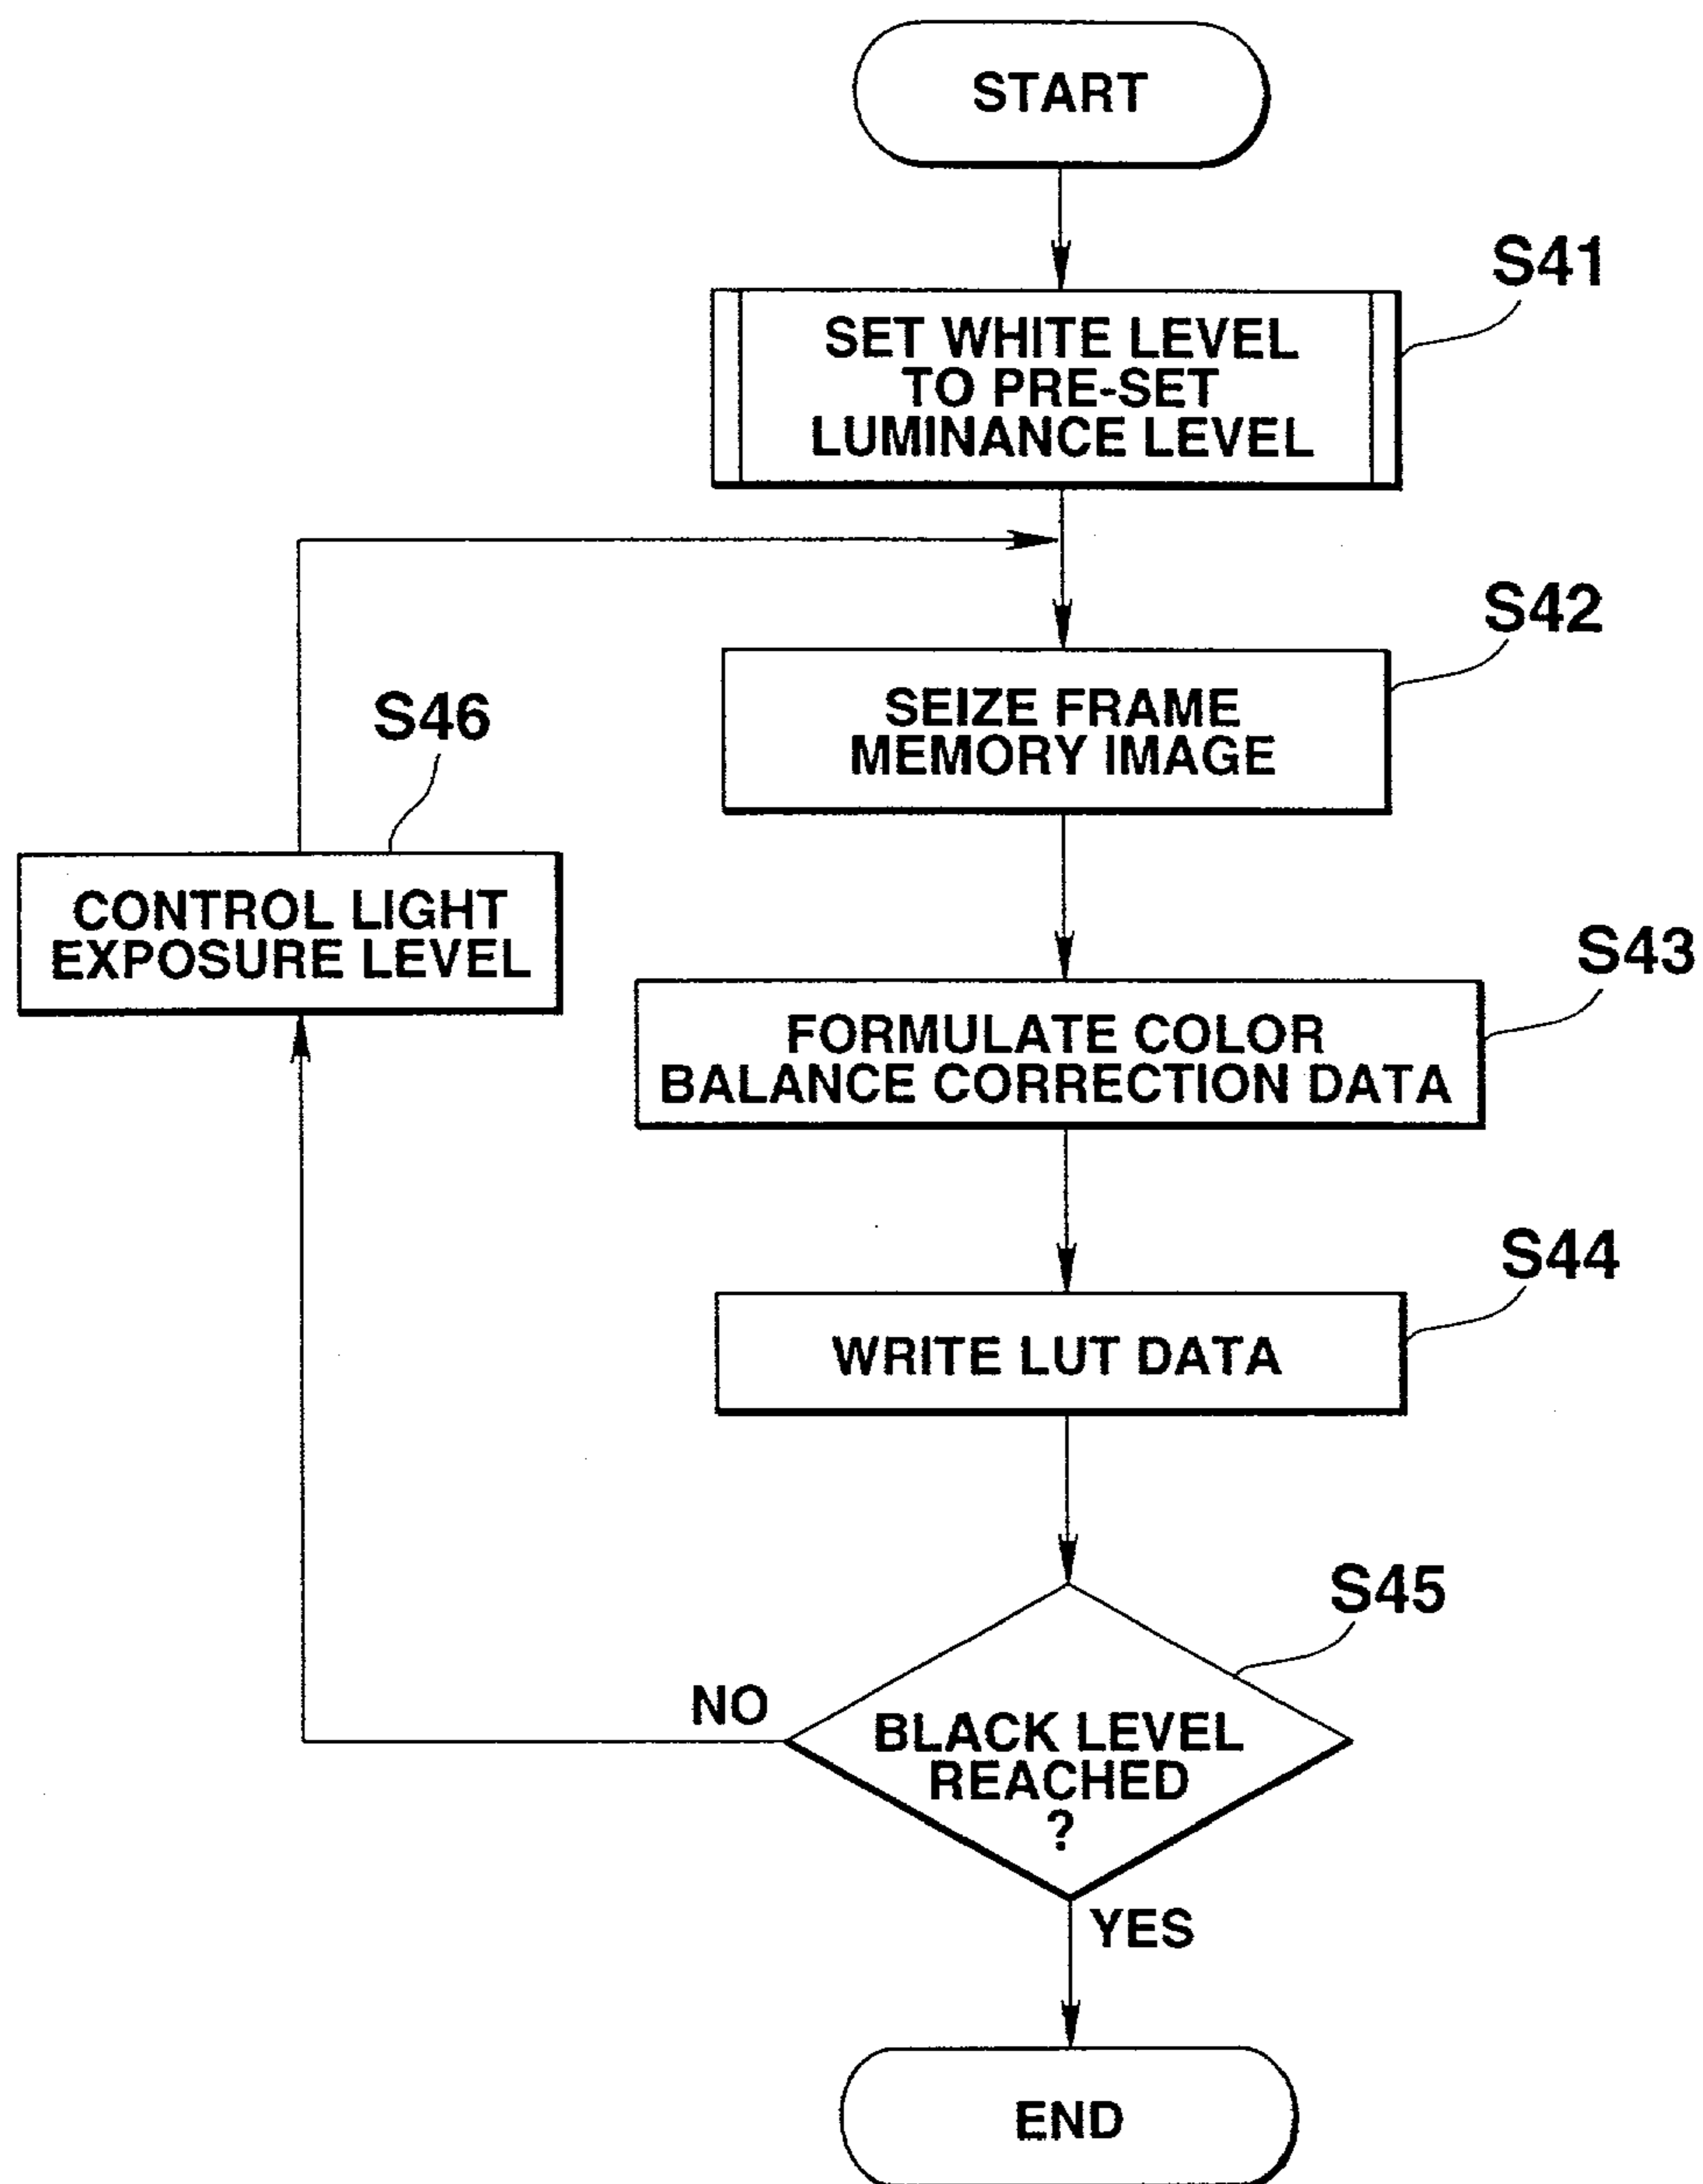 START
S41
SET WHITE LEVEL
TO PRE-SET
LUMINANCE LEVEL
S42
SEIZE FRAME
MEMORY IMAGE
S46
CONTROL LIGHT
EXPOSURE LEVEL
S43
FORMULATE COLOR
BALANCE CORRECTION DATA
S44
WRITE LUT DATA
S45
NO
BLACK LEVEL
REACHED
?
YES
END